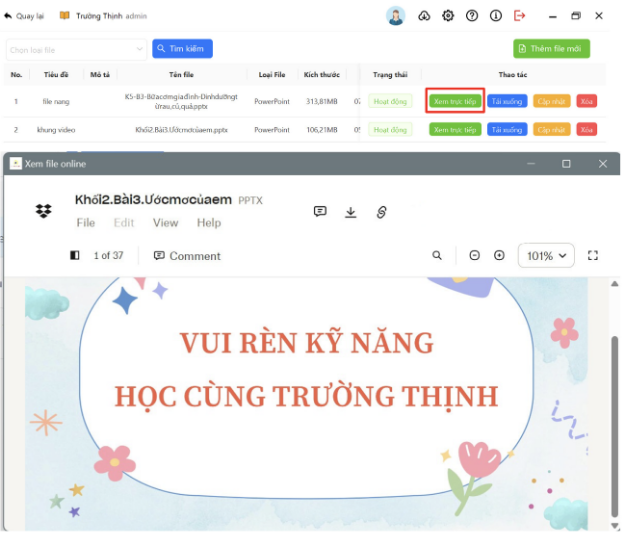 Quay lại Trường Thịnh admin
Chọn loại file Tìm kiếm Thêm file mới
No. Tiêu đề Mô tả Tên file Loại File Kích thước Trạng thái Thao tác
1 file nang K5-B3-Bữacơmgiađình-Dinhdưỡngt PowerPoint 313,81MB Hoạt động Xem trực tiếp Tải xuống Cập nhật Xóa
ừrau,củ,quả.pptx
2 khung video Khối2.Bài3.Ướcmơcủaem.pptx PowerPoint 106,21MB Hoạt động Xem trực tiếp Tải xuống Cập nhật Xóa
Xem file online
Khối2.Bài3.Ướcmơcủaem PPTX
File Edit View Help
1 of 37 Comment 101%
VUI RÈN KỸ NĂNG
HỌC CÙNG TRƯỜNG THỊNH